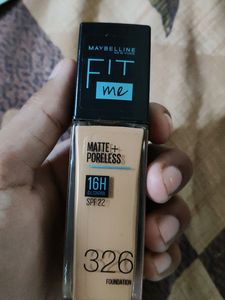 MAYBELLINE
NEW YORK
FIT
me
MATTE+
PORELESS
16H
SPF 22
326
FOUNDATION